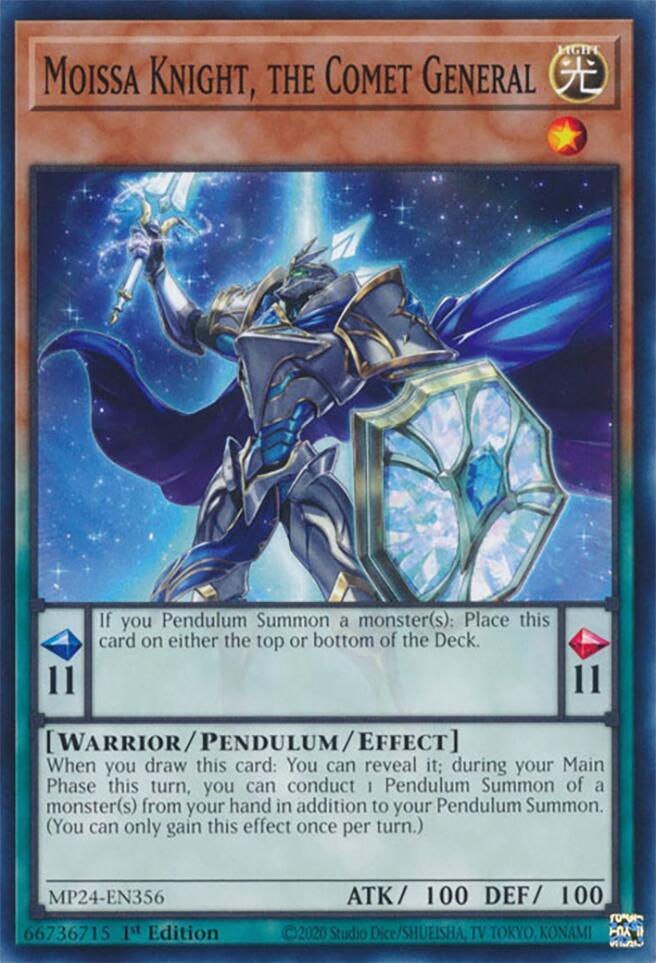 MOISSA KNIGHT, THE COMET GENERAL
LIGHT
光
If you Pendulum Summon a monster(s): Place this
card on either the top or bottom of the Deck.
11
11
[WARRIOR/PENDULUM/EFFECT]
When you draw this card: You can reveal it; during your Main
Phase this turn, you can conduct 1 Pendulum Summon of a
monster(s) from your hand in addition to your Pendulum Summon.
(You can only gain this effect once per turn.)
MP24-EN356
ATK/ 100 DEF/ 100
66736715 1st Edition
©2020 Studio Dice/SHUEISHA, TV TOKYO, KONAMI